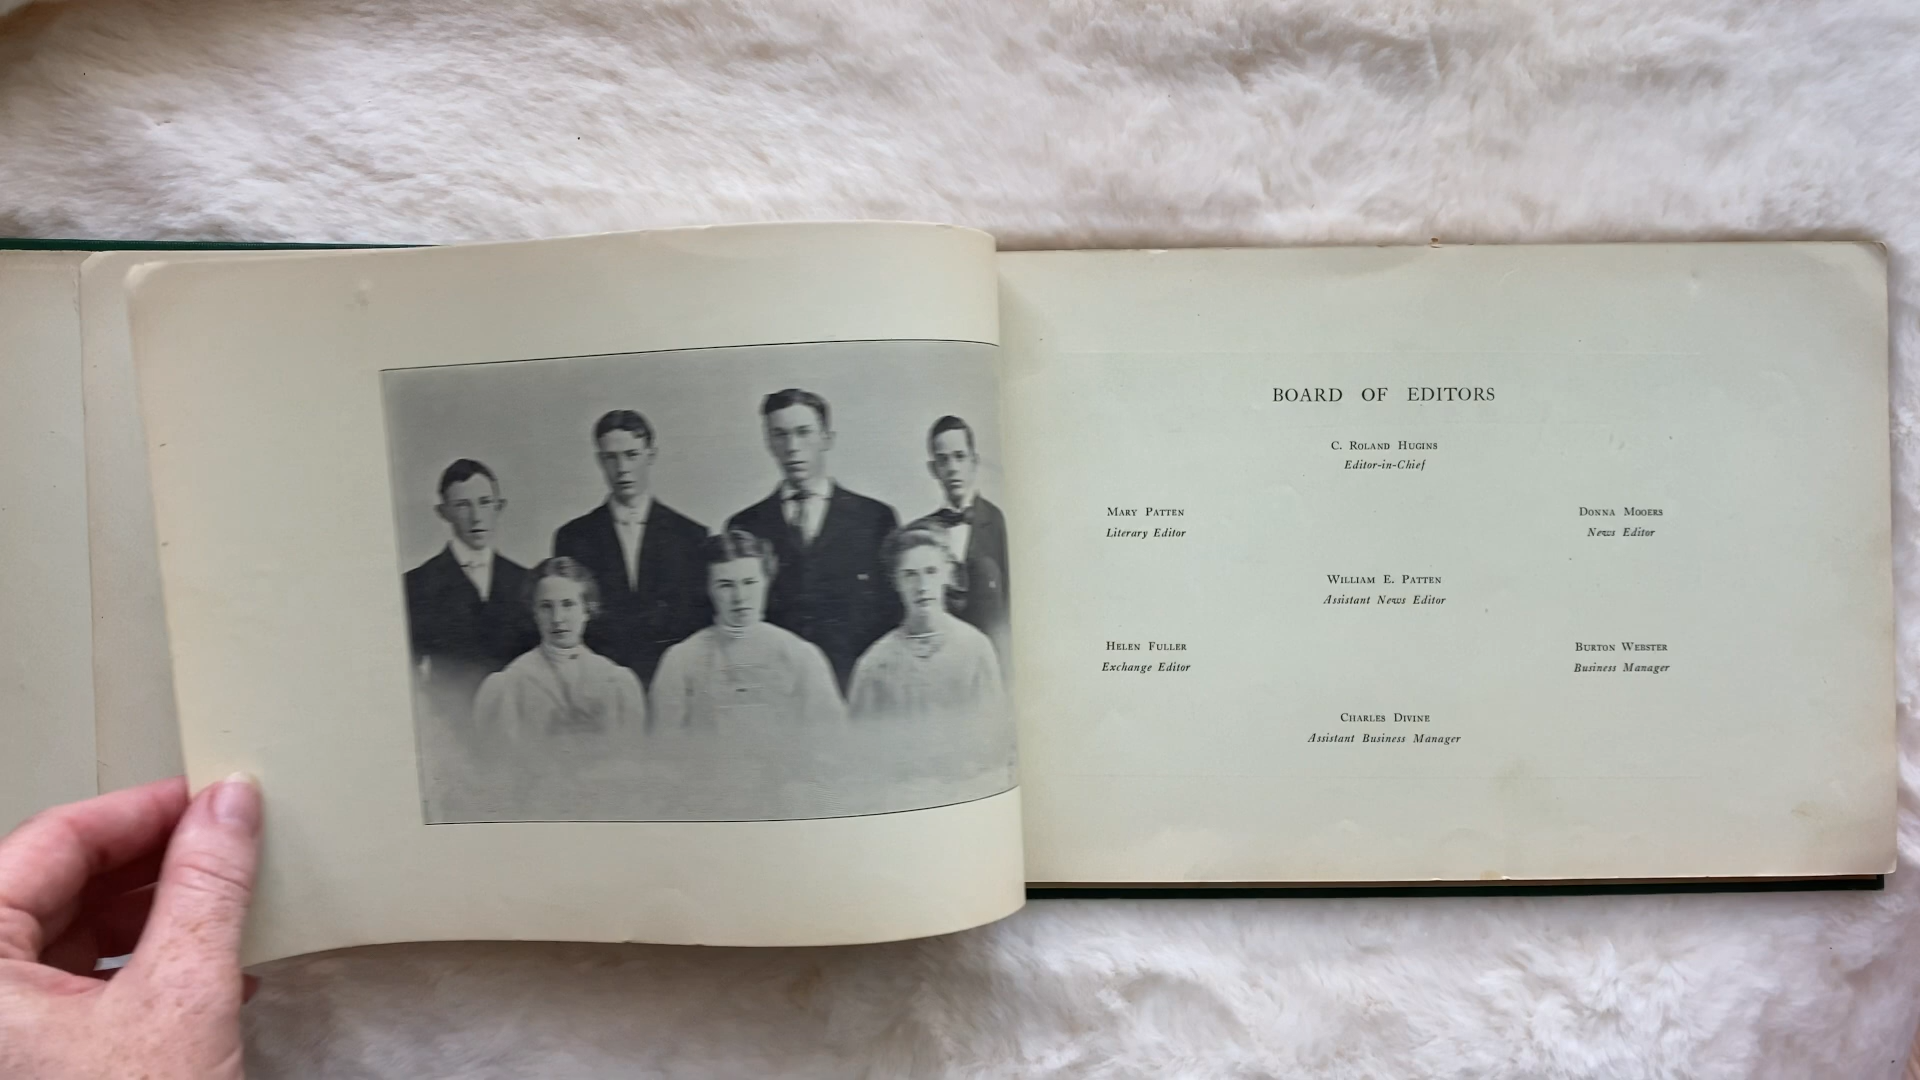 BOARD OF EDITORS
C. Roland Hugins
Editor-in-Chief
Mary Patten
Literary Editor
Donna Mooers
News Editor
William E. Patten
Assistant News Editor
Helen Fuller
Exchange Editor
Burton Webster
Business Manager
Charles Divine
Assistant Business Manager